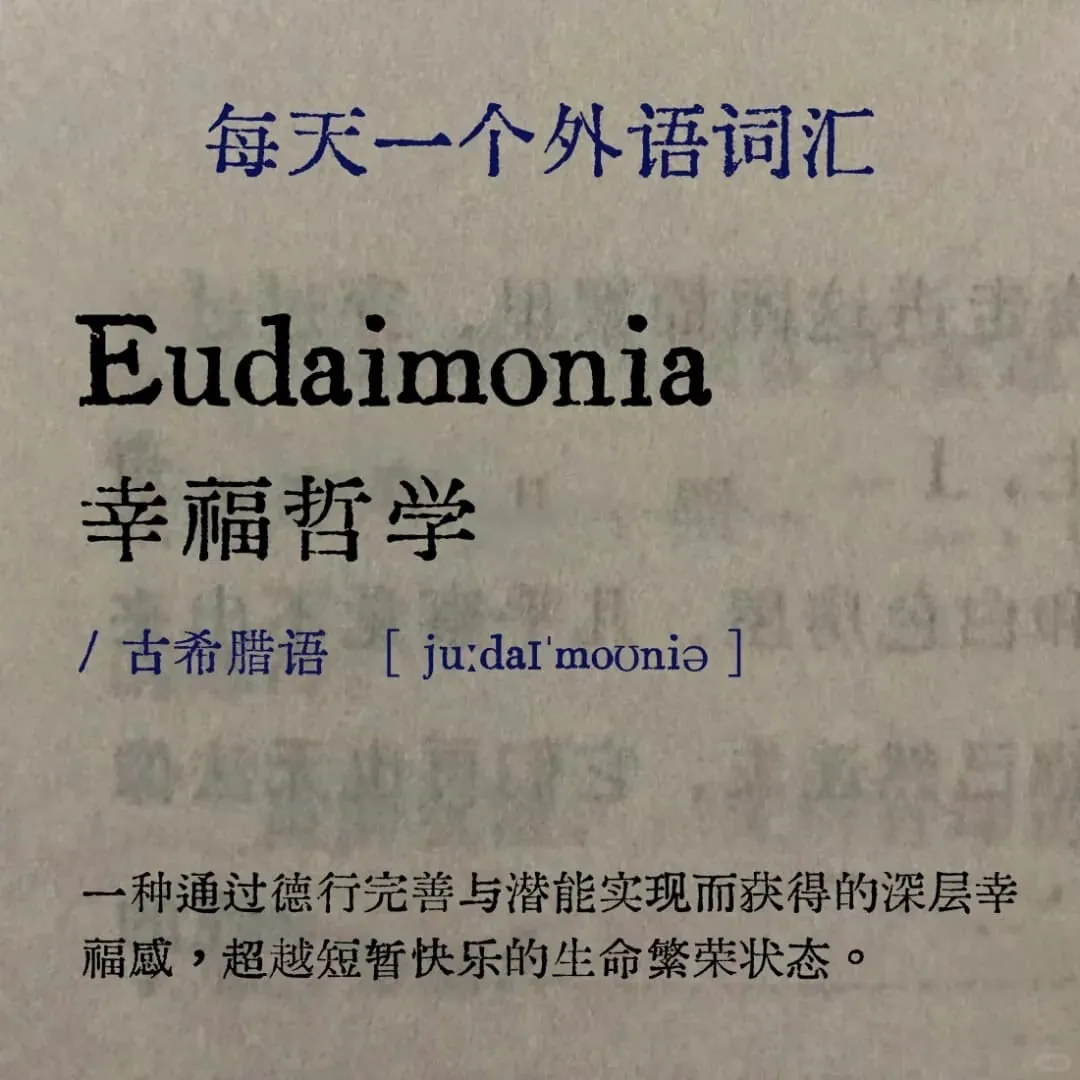 每天一个外语词汇
Eudaimonia
幸福哲学
/ 古希腊语 [ juːdaɪˈmoʊniə ]
一种通过德行完善与潜能实现而获得的深层幸
福感，超越短暂快乐的生命繁荣状态。